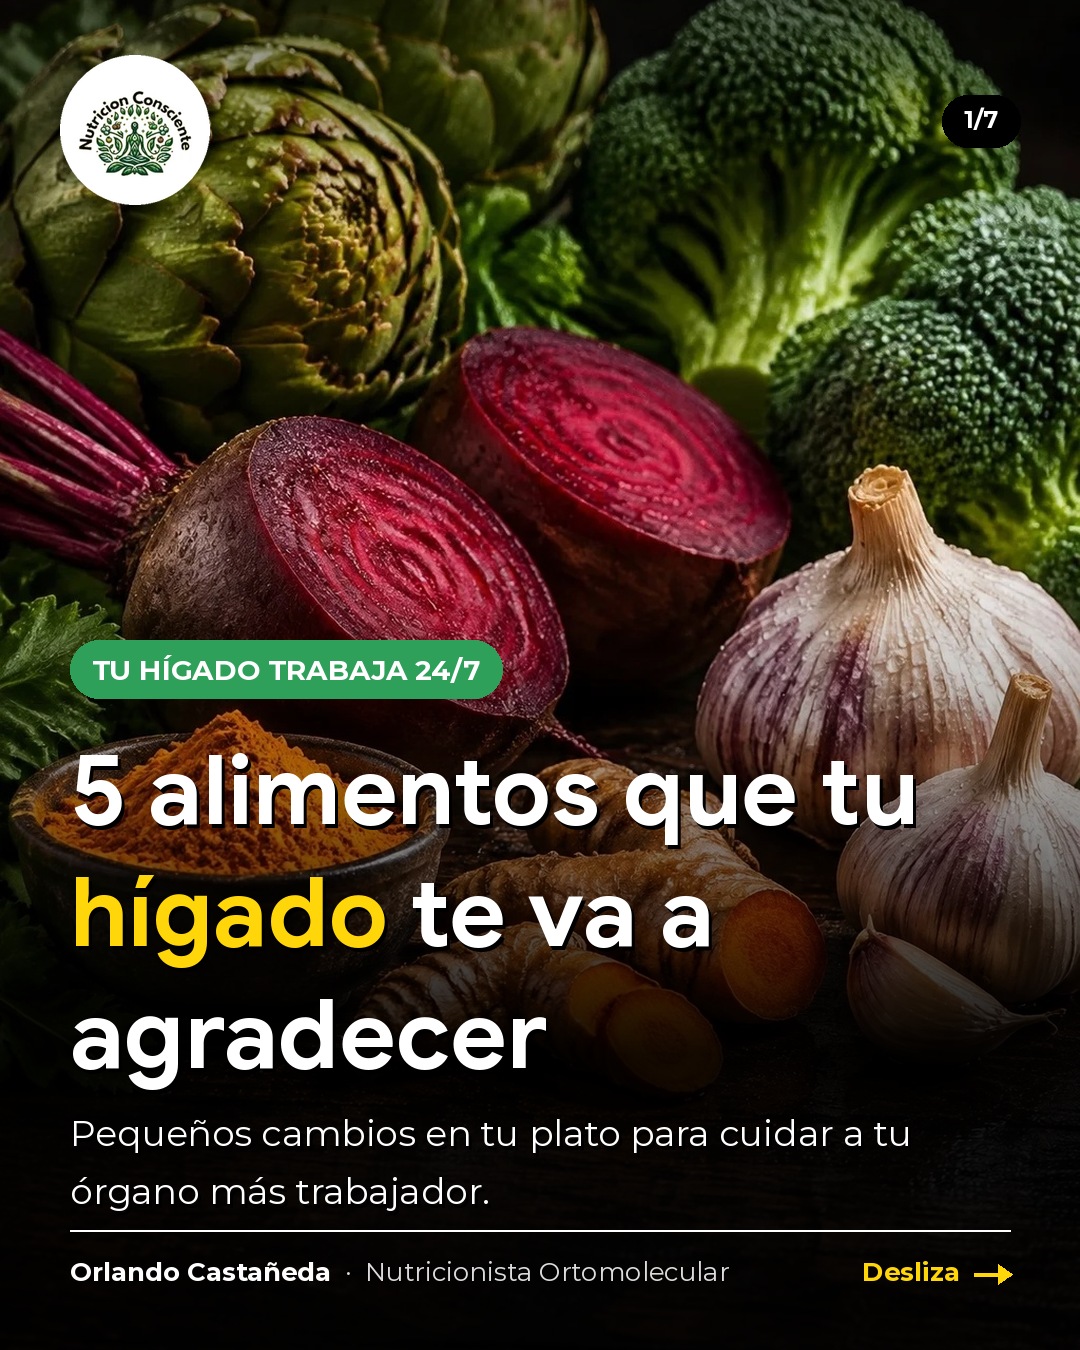 Nutricion Consciente
1/7
TU HÍGADO TRABAJA 24/7
5 alimentos que tu
hígado te va a
agradecer
Pequeños cambios en tu plato para cuidar a tu
órgano más trabajador.
Orlando Castañeda · Nutricionista Ortomolecular
Desliza →